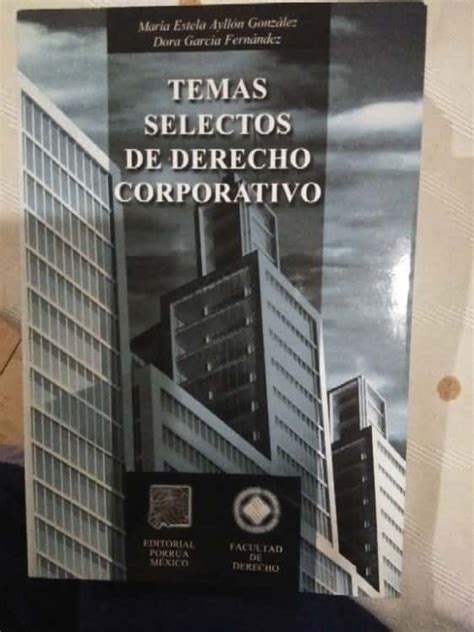 María Estela Ayllón González
Dora García Fernández
TEMAS
SELECTOS
DE DERECHO
CORPORATIVO
EDITORIAL
PORRÚA
MÉXICO
FACULTAD
DE
DERECHO